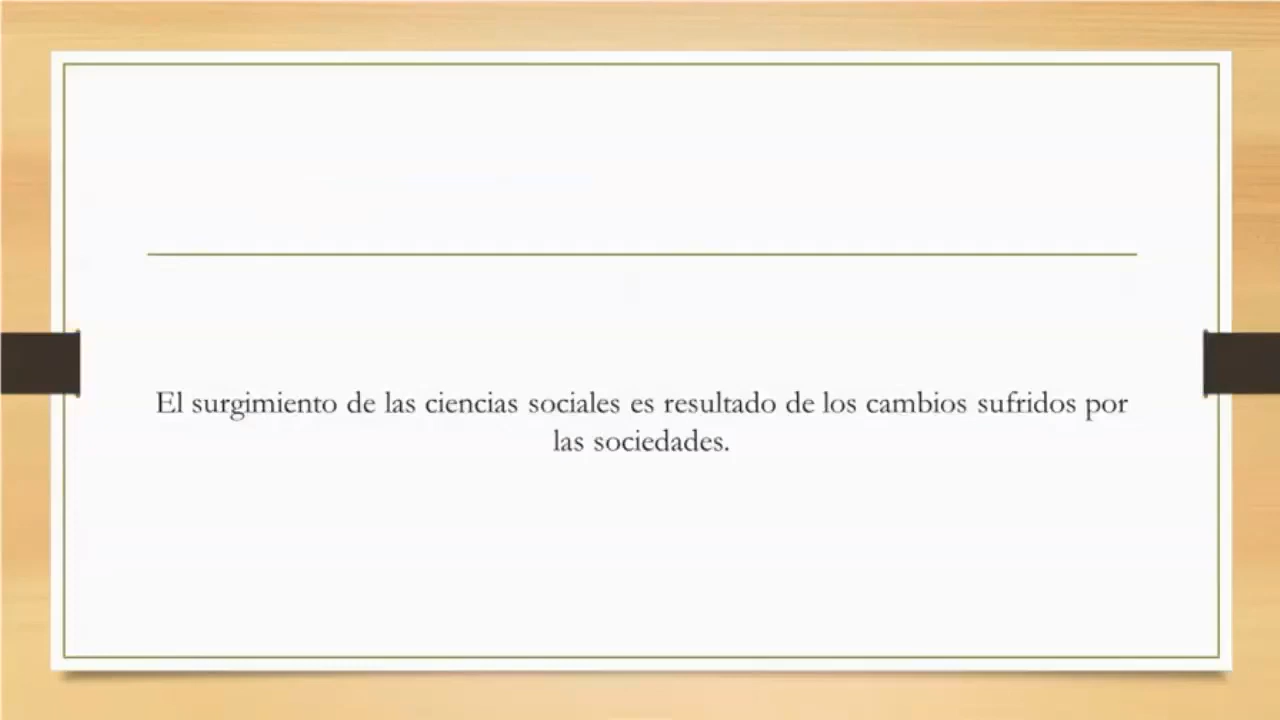 El surgimiento de las ciencias sociales es resultado de los cambios sufridos por
las sociedades.